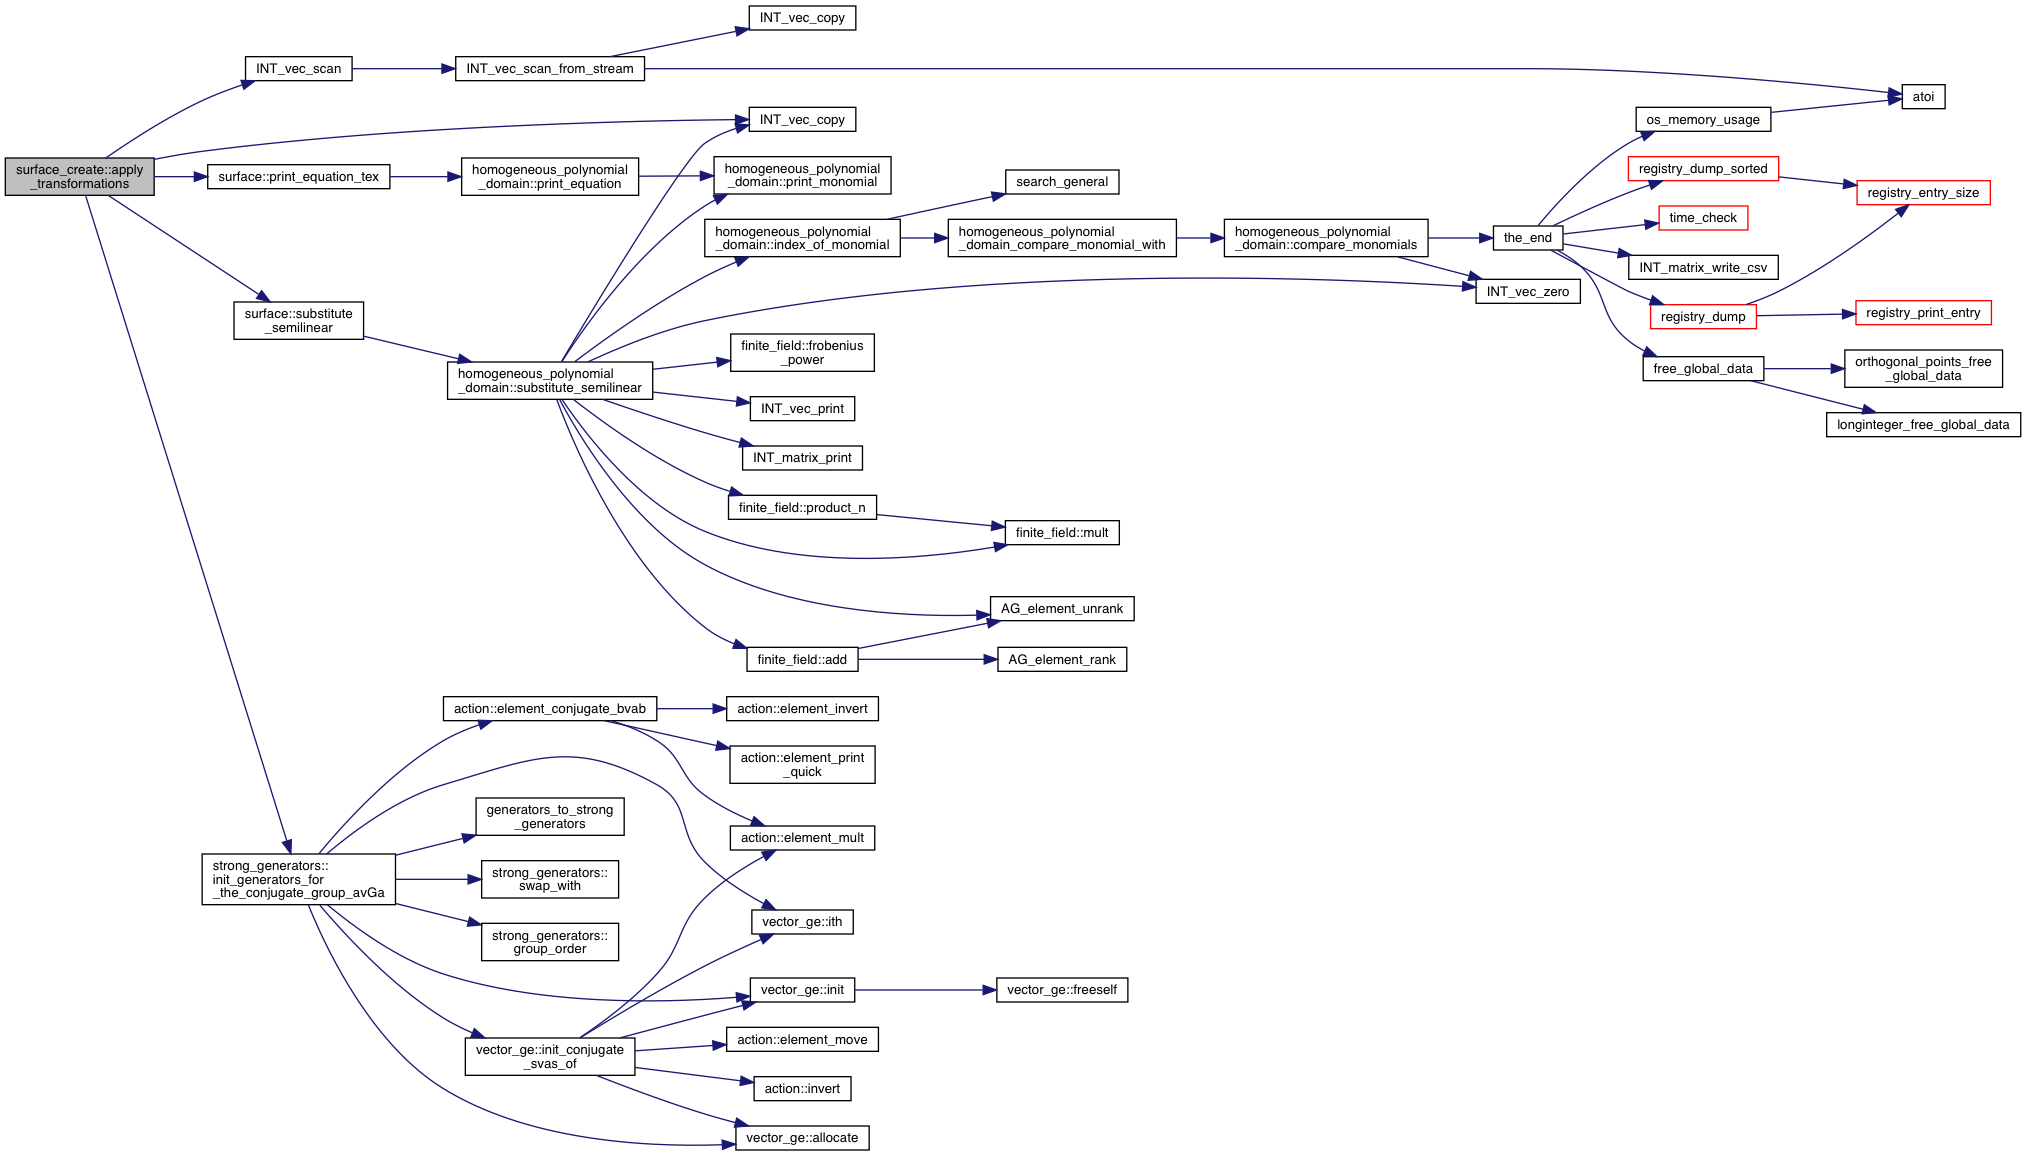 surface_create::apply
_transformations
INT_vec_scan
INT_vec_scan_from_stream
INT_vec_copy
atoi
INT_vec_copy
surface::print_equation_tex
homogeneous_polynomial
_domain::print_equation
homogeneous_polynomial
_domain::print_monomial
search_general
homogeneous_polynomial
_domain::index_of_monomial
homogeneous_polynomial
_domain_compare_monomial_with
homogeneous_polynomial
_domain::compare_monomials
the_end
INT_vec_zero
os_memory_usage
registry_dump_sorted
registry_entry_size
time_check
INT_matrix_write_csv
registry_dump
registry_print_entry
free_global_data
orthogonal_points_free
_global_data
longinteger_free_global_data
surface::substitute
_semilinear
homogeneous_polynomial
_domain::substitute_semilinear
finite_field::frobenius
_power
INT_vec_print
INT_matrix_print
finite_field::product_n
finite_field::mult
AG_element_unrank
finite_field::add
AG_element_rank
action::element_conjugate_bvab
action::element_invert
action::element_print
_quick
generators_to_strong
_generators
action::element_mult
strong_generators::
init_generators_for
_the_conjugate_group_avGa
strong_generators::
swap_with
vector_ge::ith
strong_generators::
group_order
vector_ge::init
vector_ge::freeself
vector_ge::init_conjugate
_svas_of
action::element_move
action::invert
vector_ge::allocate